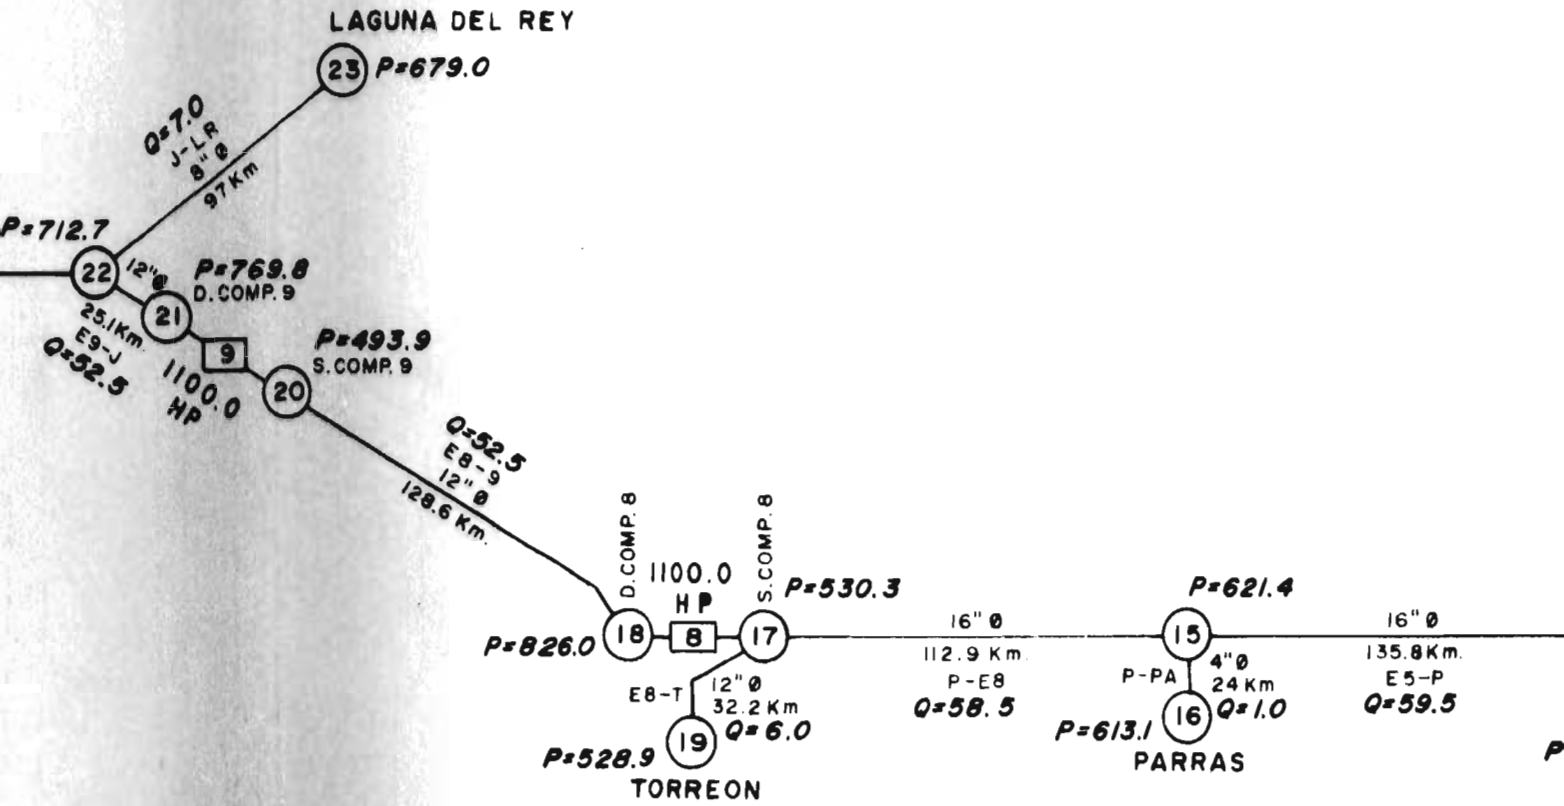 LAGUNA DEL REY
23
P=679.0
Q=7.0
J-LR
8"Ø
97 Km
P=712.7
22
12"Ø
P=769.8
D. COMP. 9
21
25.1Km.
E9-J
Q=52.5
9
1100.0
HP
P=493.9
S. COMP. 9
20
Q=52.5
E8-9
12"Ø
128.6 Km.
D. COMP. 8
1100.0
HP
S. COMP. 8
P=530.3
P=826.0
18
8
17
16"Ø
112.9 Km.
P-E8
Q=58.5
P=621.4
15
16"Ø
135.8Km.
E5-P
Q=59.5
E8-T
12"Ø
32.2 Km
Q=6.0
P=528.9
19
TORREON
P-PA
4"Ø
24 Km
Q=1.0
P=613.1
16
PARRAS
P